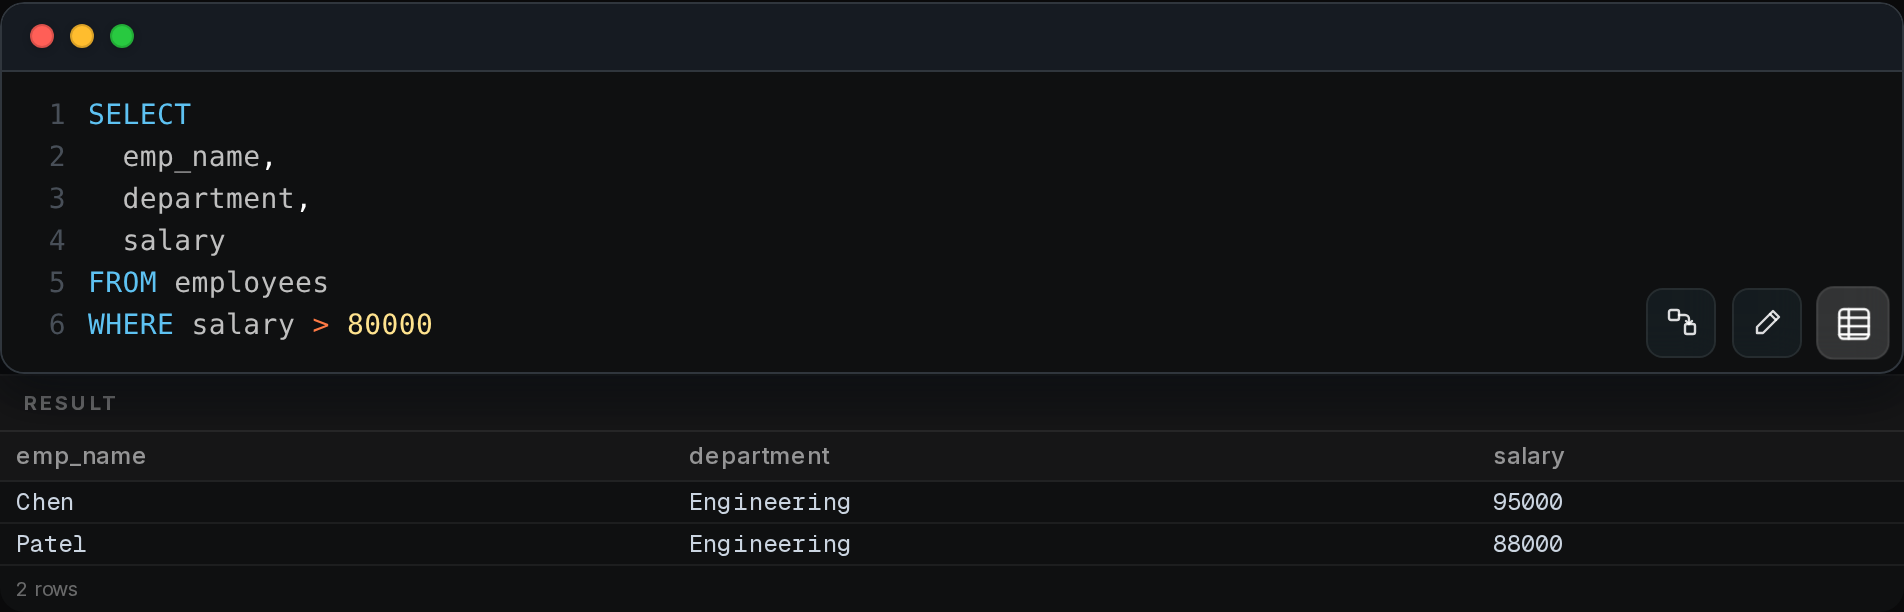 1 SELECT
2   emp_name,
3   department,
4   salary
5 FROM employees
6 WHERE salary > 80000
RESULT
emp_name department salary
Chen Engineering 95000
Patel Engineering 88000
2 rows